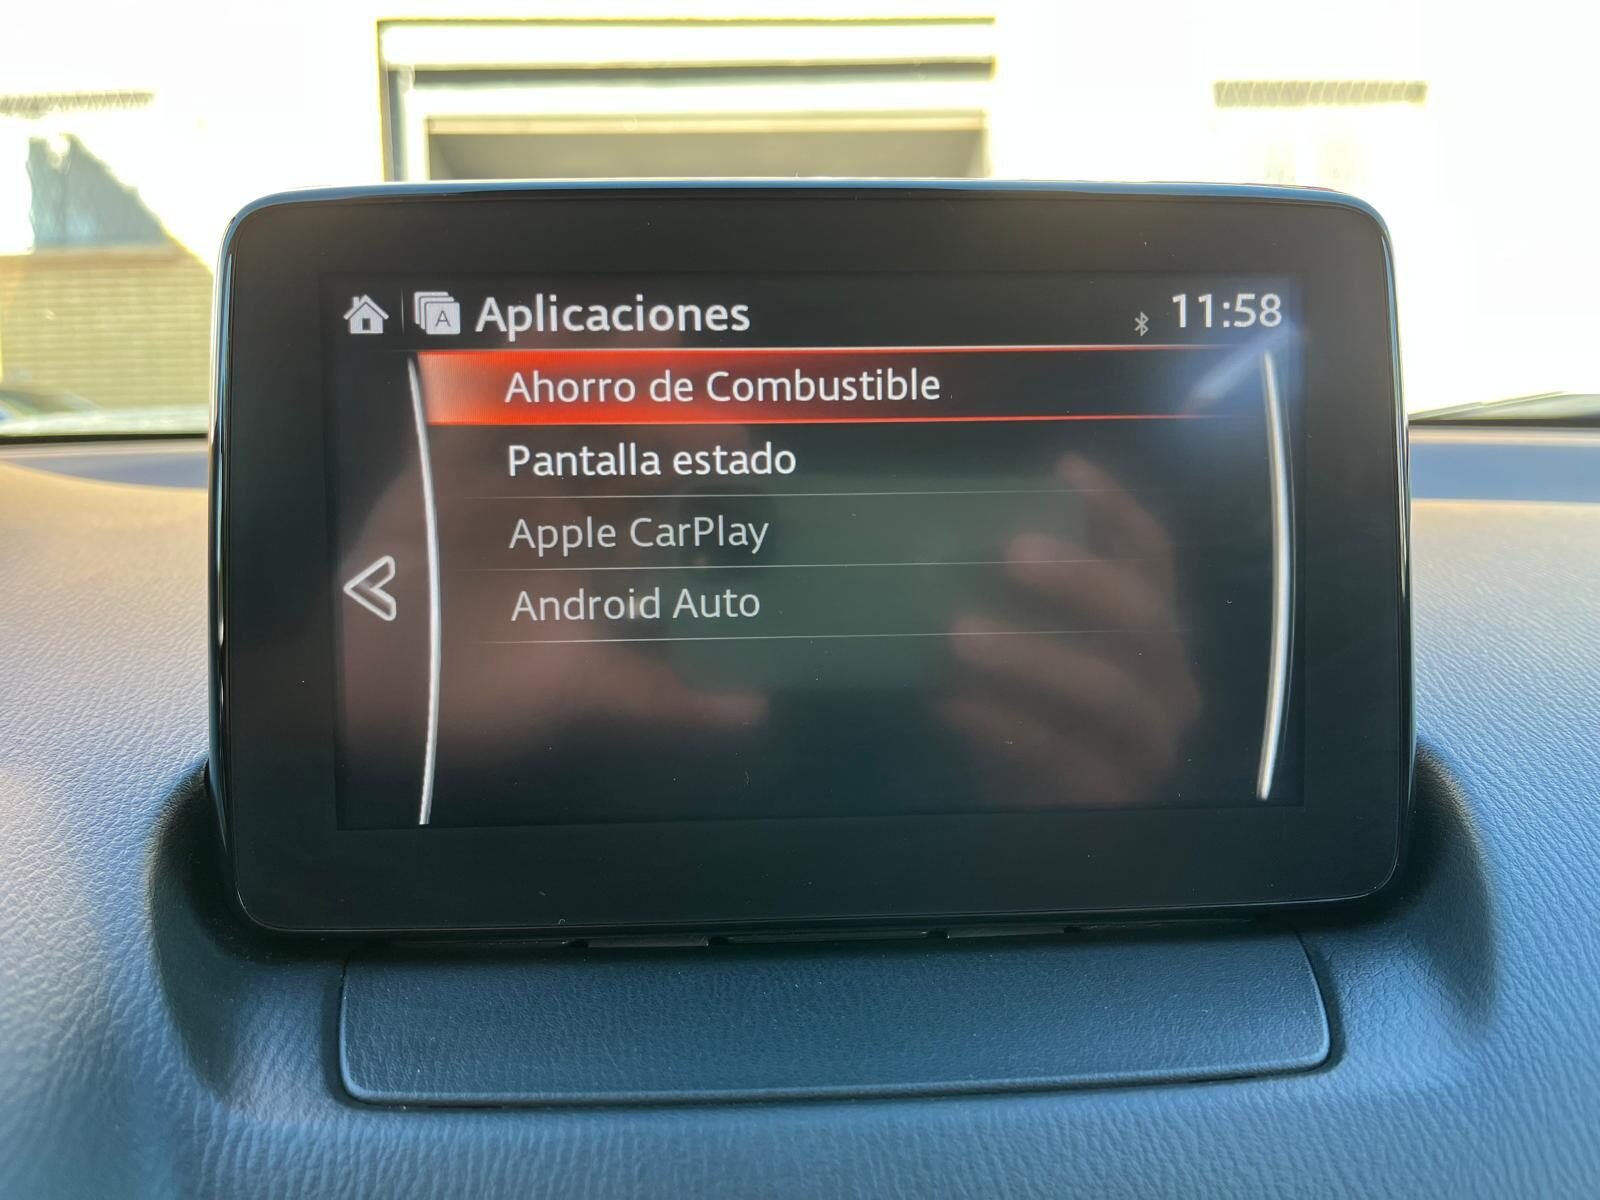 A Aplicaciones 11:58
Ahorro de Combustible
Pantalla estado
Apple CarPlay
Android Auto